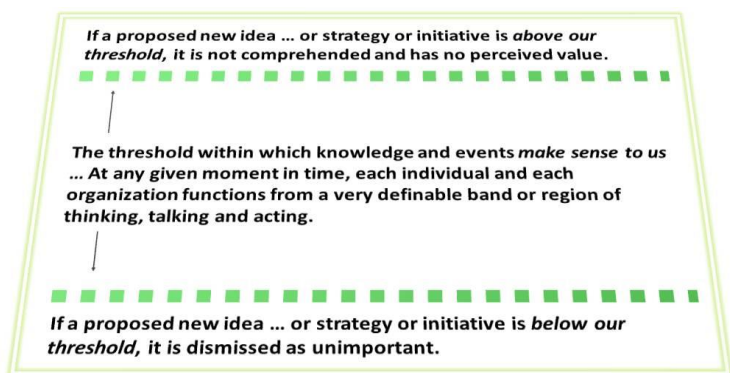 If a proposed new idea ... or strategy or initiative is above our
threshold, it is not comprehended and has no perceived value.
The threshold within which knowledge and events make sense to us
... At any given moment in time, each individual and each
organization functions from a very definable band or region of
thinking, talking and acting.
If a proposed new idea ... or strategy or initiative is below our
threshold, it is dismissed as unimportant.